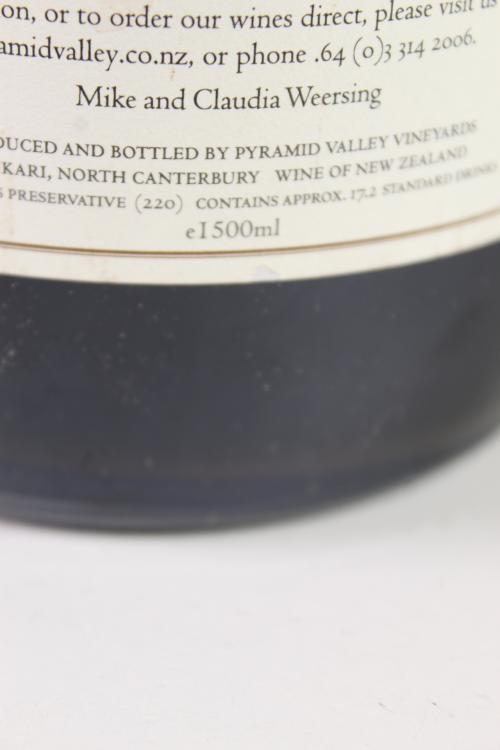 on, or to order our wines direct, please visit us
amidvalley.co.nz, or phone .64 (0)3 314 2006.
Mike and Claudia Weersing
DUCED AND BOTTLED BY PYRAMID VALLEY VINEYARDS
KARI, NORTH CANTERBURY WINE OF NEW ZEALAND
S PRESERVATIVE (220) CONTAINS APPROX. 17.2 STANDARD DRINKS
e1500ml